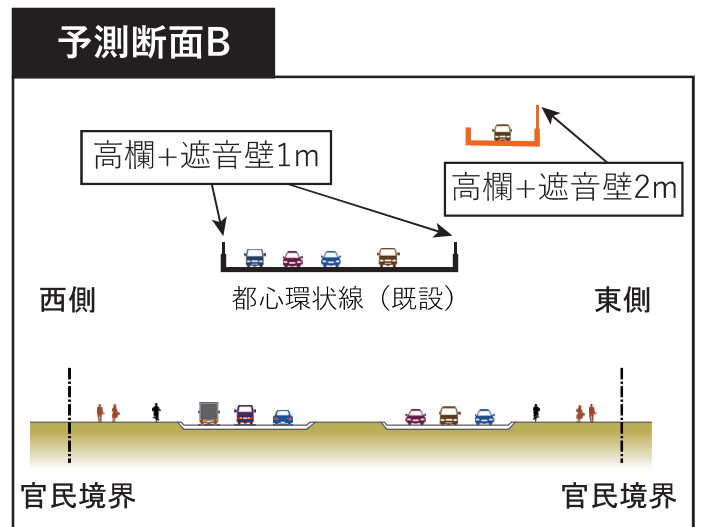 予測断面B
高欄+遮音壁1m
高欄+遮音壁2m
都心環状線（既設）
西側
東側
官民境界
官民境界